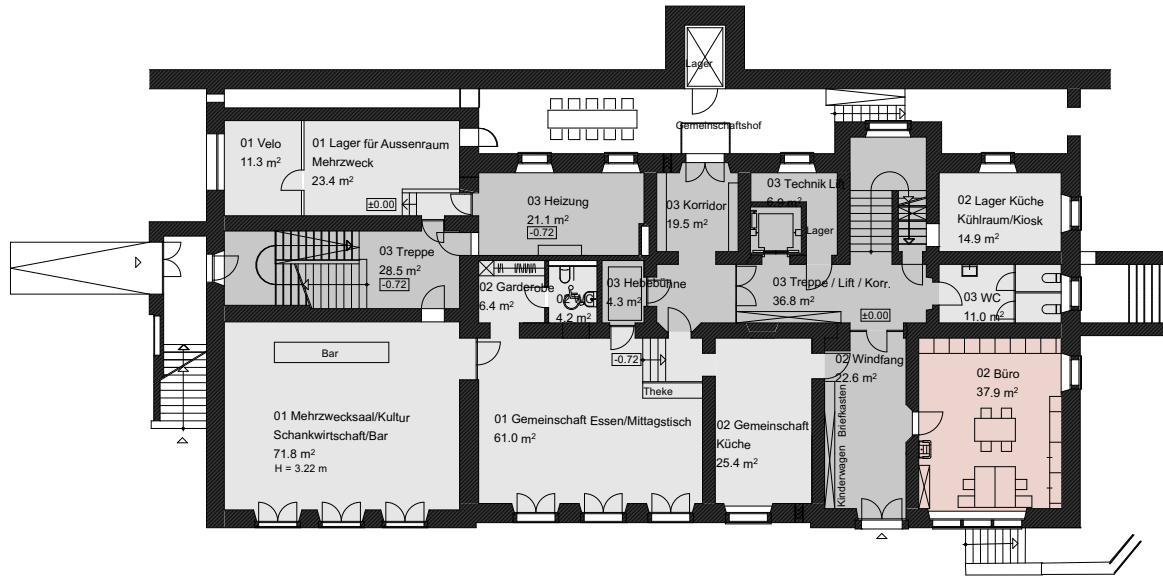 Lager
Gemeinschaftshof
01 Velo
11.3 m²
01 Lager für Aussenraum
Mehrzweck
23.4 m²
±0.00
03 Heizung
21.1 m²
-0.72
03 Korridor
19.5 m²
03 Technik Lift
6.9 m²
Lager
02 Lager Küche
Kühlraum/Kiosk
14.9 m²
03 Treppe
28.5 m²
-0.72
02 Garderobe
6.4 m²
02 WC
4.2 m²
03 Hebebühne
4.3 m²
03 Treppe / Lift / Korr.
36.8 m²
±0.00
03 WC
11.0 m²
Bar
-0.72
Theke
02 Windfang
22.6 m²
02 Büro
37.9 m²
01 Mehrzwecksaal/Kultur
Schankwirtschaft/Bar
71.8 m²
H = 3.22 m
01 Gemeinschaft Essen/Mittagstisch
61.0 m²
02 Gemeinschaft
Küche
25.4 m²
Kinderwagen Briefkasten